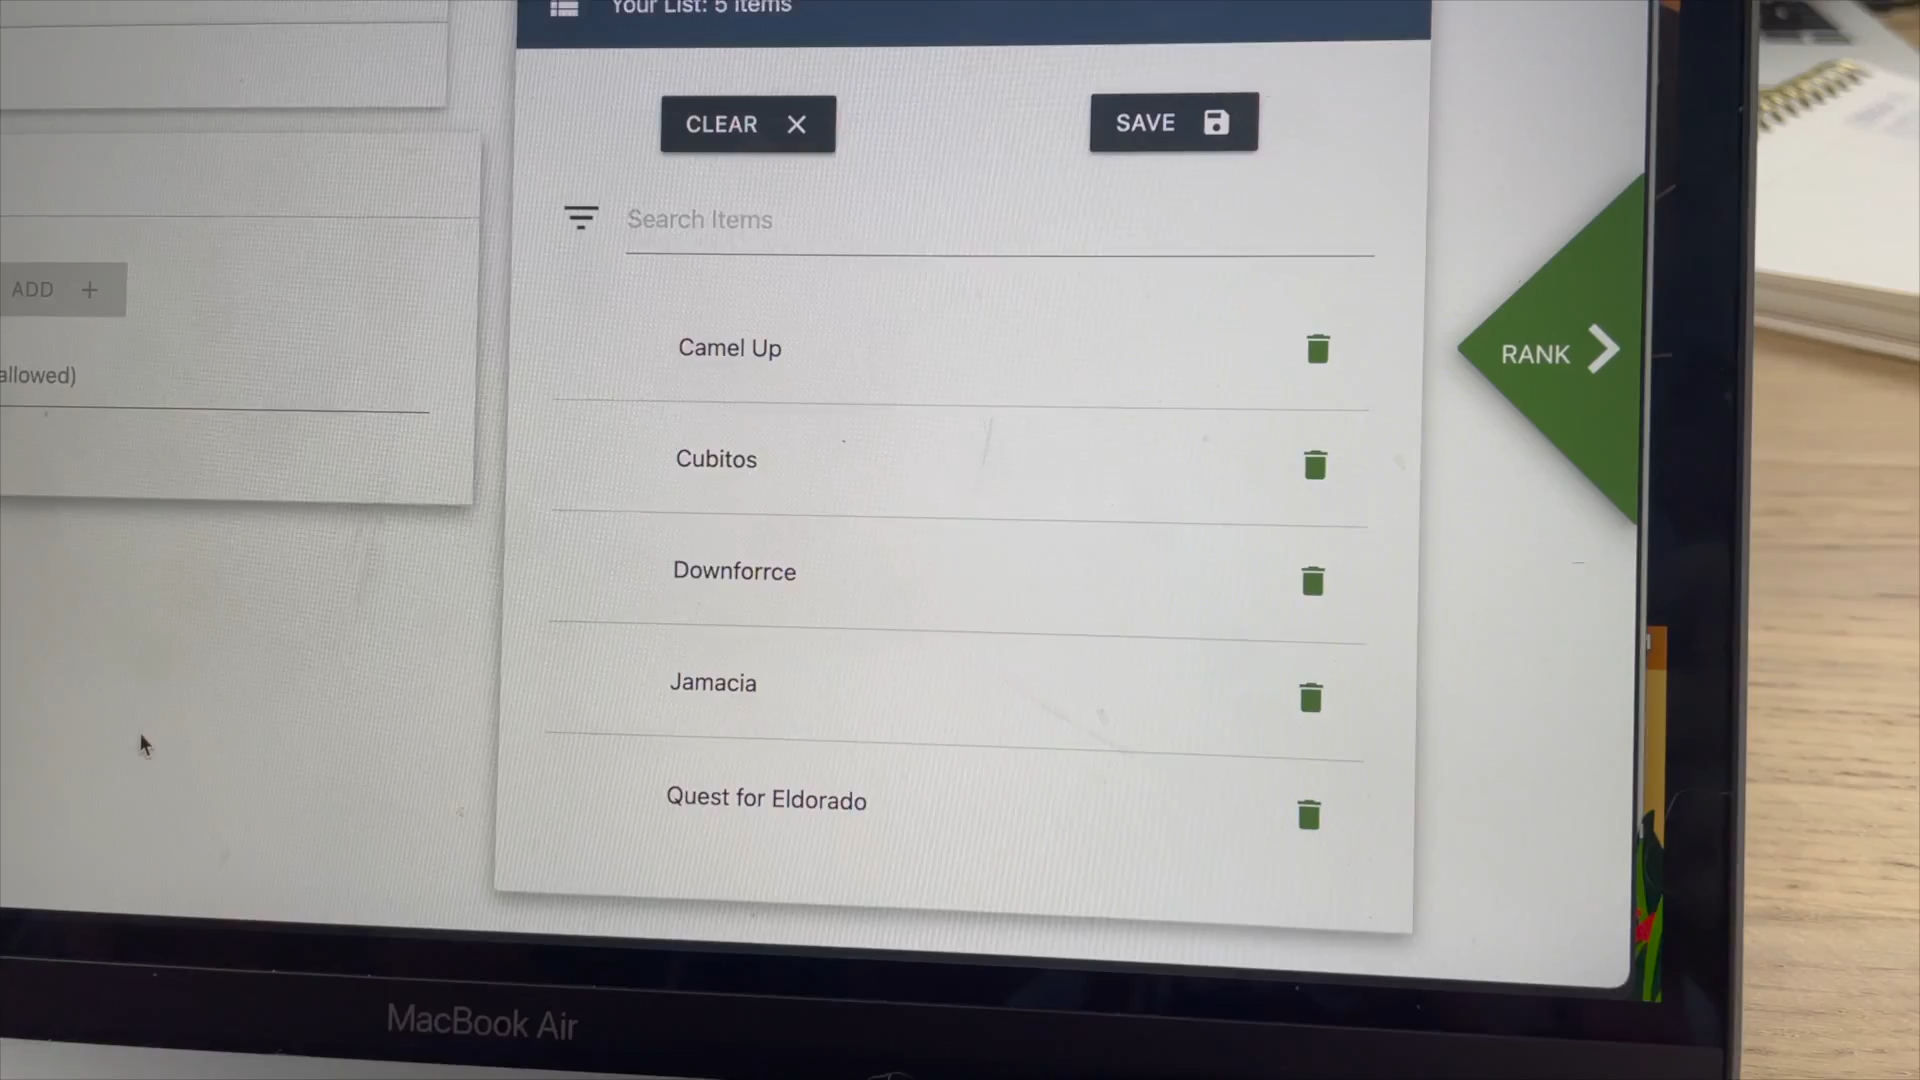 Your List: 5 Items
CLEAR
SAVE
Search Items
ADD +
allowed)
Camel Up
RANK
Cubitos
Downforrce
Jamacia
Quest for Eldorado
MacBook Air